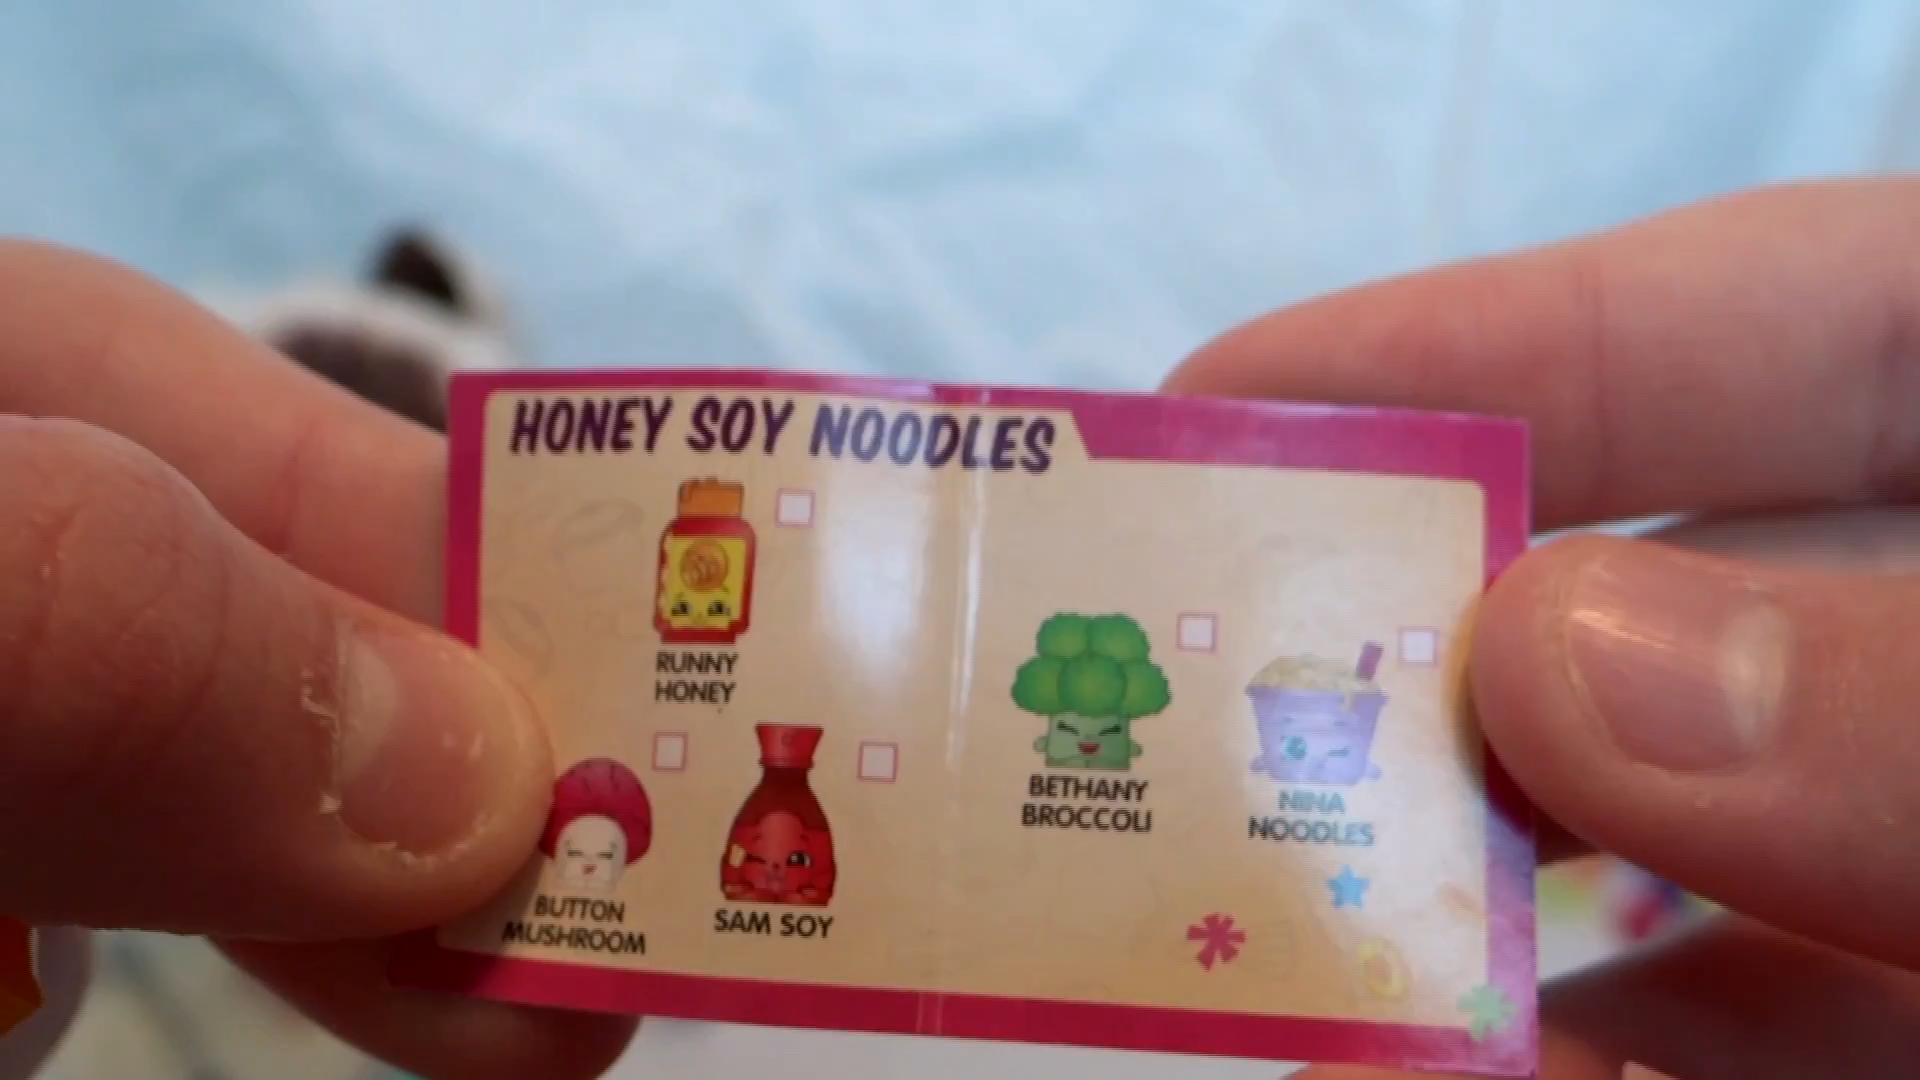 HONEY SOY NOODLES
RUNNY
HONEY
BUTTON
MUSHROOM
SAM SOY
BETHANY
BROCCOLI
NINA
NOODLES